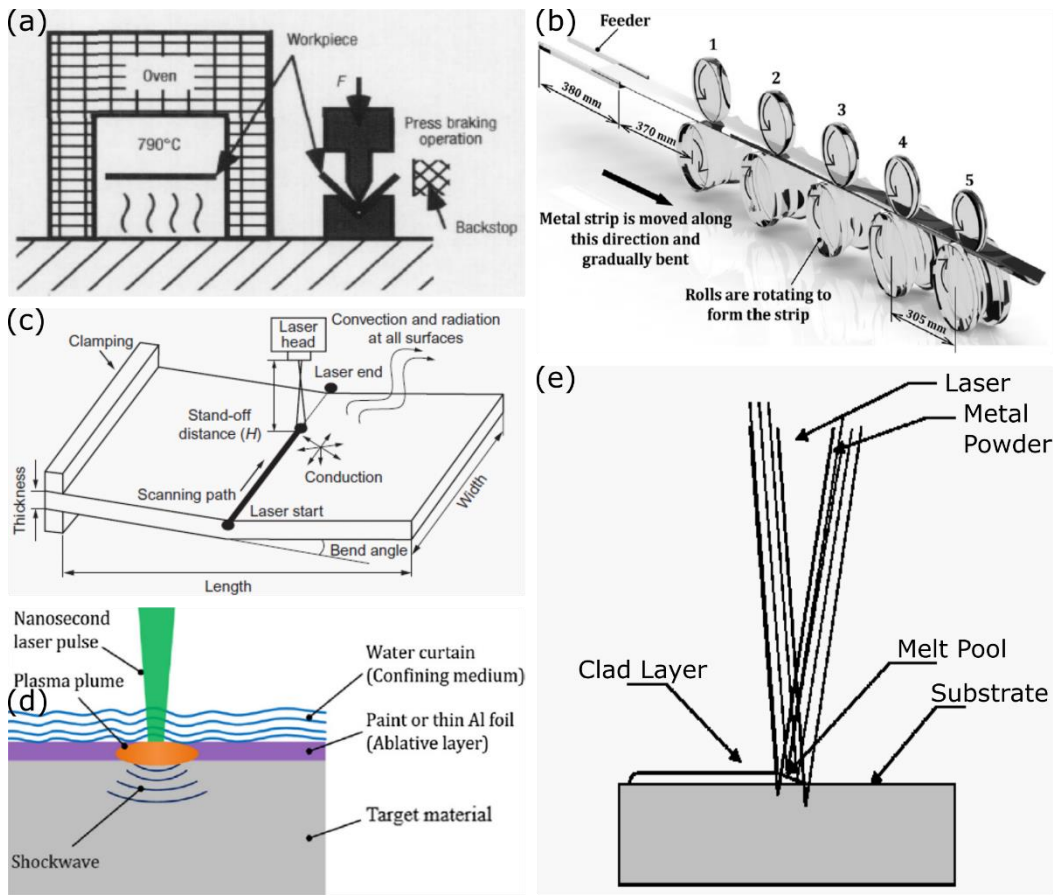 (a)
Workpiece
Oven
F
790°C
Press braking
operation
Backstop
(b)
Feeder
1
2
3
4
5
380 mm
370 mm
Metal strip is moved along
this direction and
gradually bent
Rolls are rotating to
form the strip
305 mm
(c)
Clamping
Laser
head
Convection and radiation
at all surfaces
Laser end
Stand-off
distance (H)
Conduction
Scanning path
Thickness
Laser start
Width
Bend angle
Length
(d)
Nanosecond
laser pulse
Plasma plume
Water curtain
(Confining medium)
Paint or thin Al foil
(Ablative layer)
Target material
Shockwave
(e)
Laser
Metal
Powder
Melt Pool
Clad Layer
Substrate